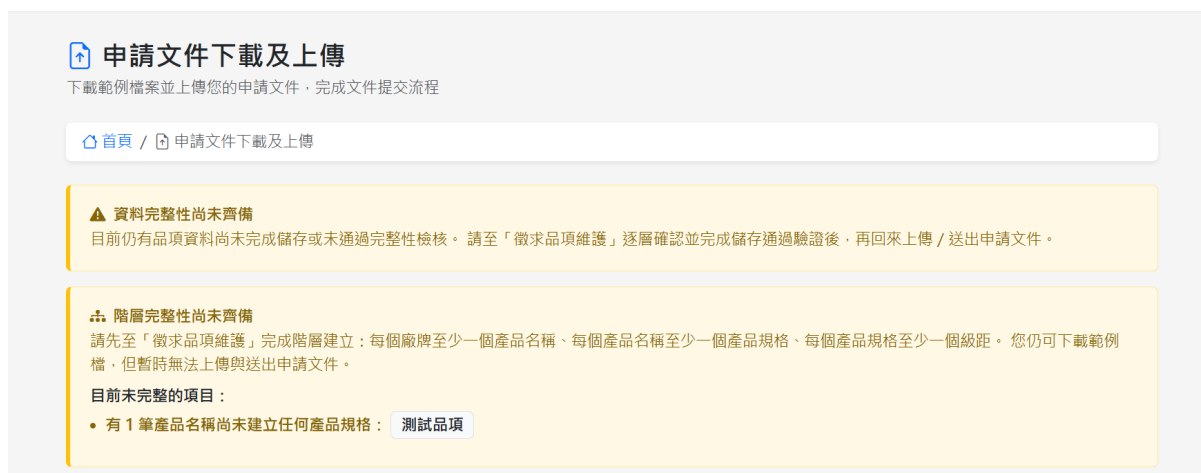 申請文件下載及上傳
下載範例檔案並上傳您的申請文件，完成文件提交流程
首頁 / 申請文件下載及上傳
資料完整性尚未齊備
目前仍有品項資料尚未完成儲存或未通過完整性檢核。 請至「徵求品項維護」逐層確認並完成儲存通過驗證後，再回來上傳 / 送出申請文件。
階層完整性尚未齊備
請先至「徵求品項維護」完成階層建立：每個廠牌至少一個產品名稱、每個產品名稱至少一個產品規格、每個產品規格至少一個級距。 您仍可下載範例
檔，但暫時無法上傳與送出申請文件。
目前未完整的項目：
• 有 1 筆產品名稱尚未建立任何產品規格： 測試品項